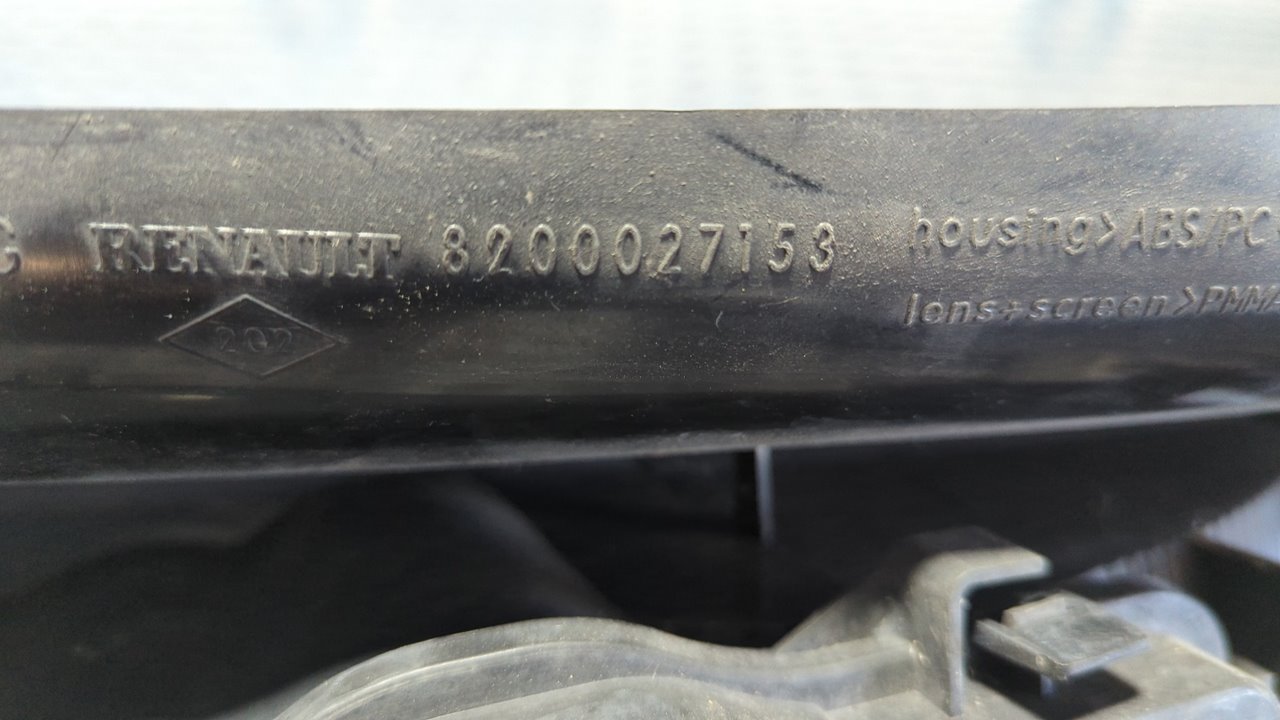 G RENAULT 8200027153 housing>ABS/PC
lens+screen>PMMA
202